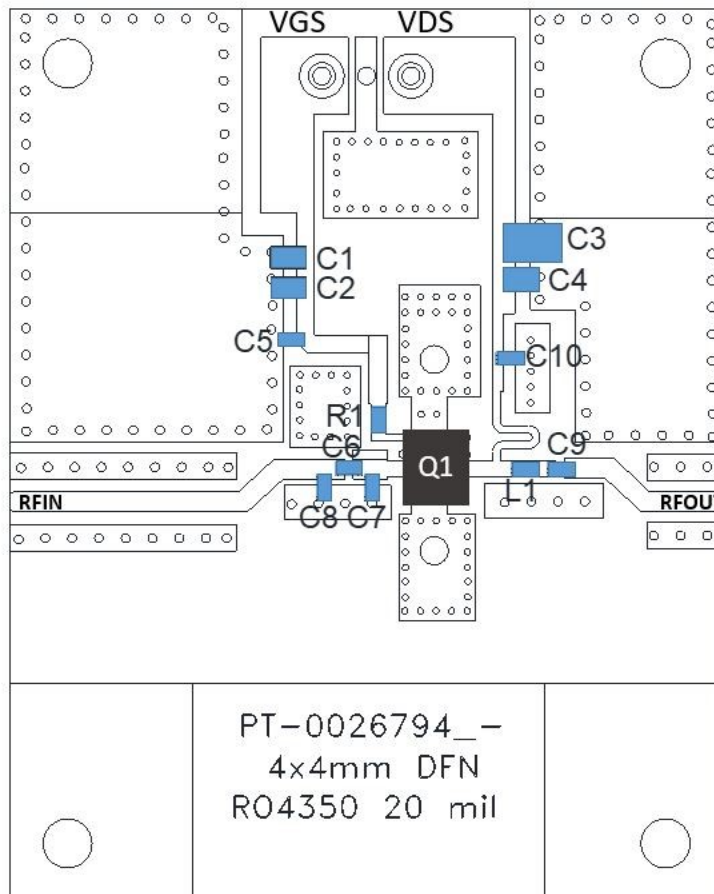 VGS VDS
C1
C2
C3
C4
C5
C10
R1
C6
Q1
C9
L1
RFIN
C8 C7
RFOU
PT-0026794_-
4x4mm DFN
RO4350 20 mil